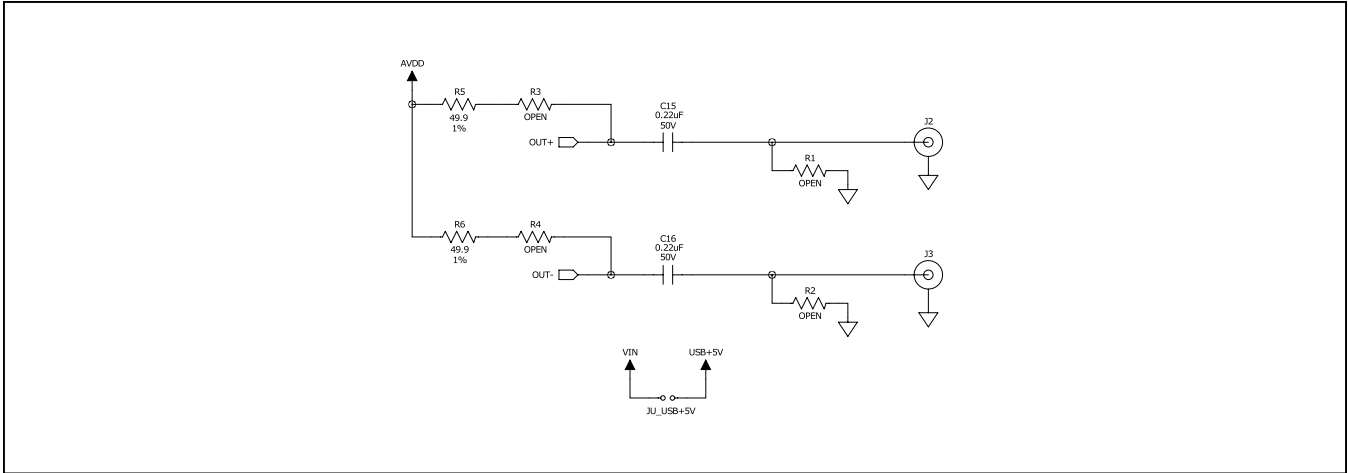 AVDD
R5
49.9
1%
R3
OPEN
OUT+
C15
0.22uF
50V
R1
OPEN
J2
R6
49.9
1%
R4
OPEN
OUT-
C16
0.22uF
50V
R2
OPEN
J3
VIN
USB+5V
JU_USB+5V